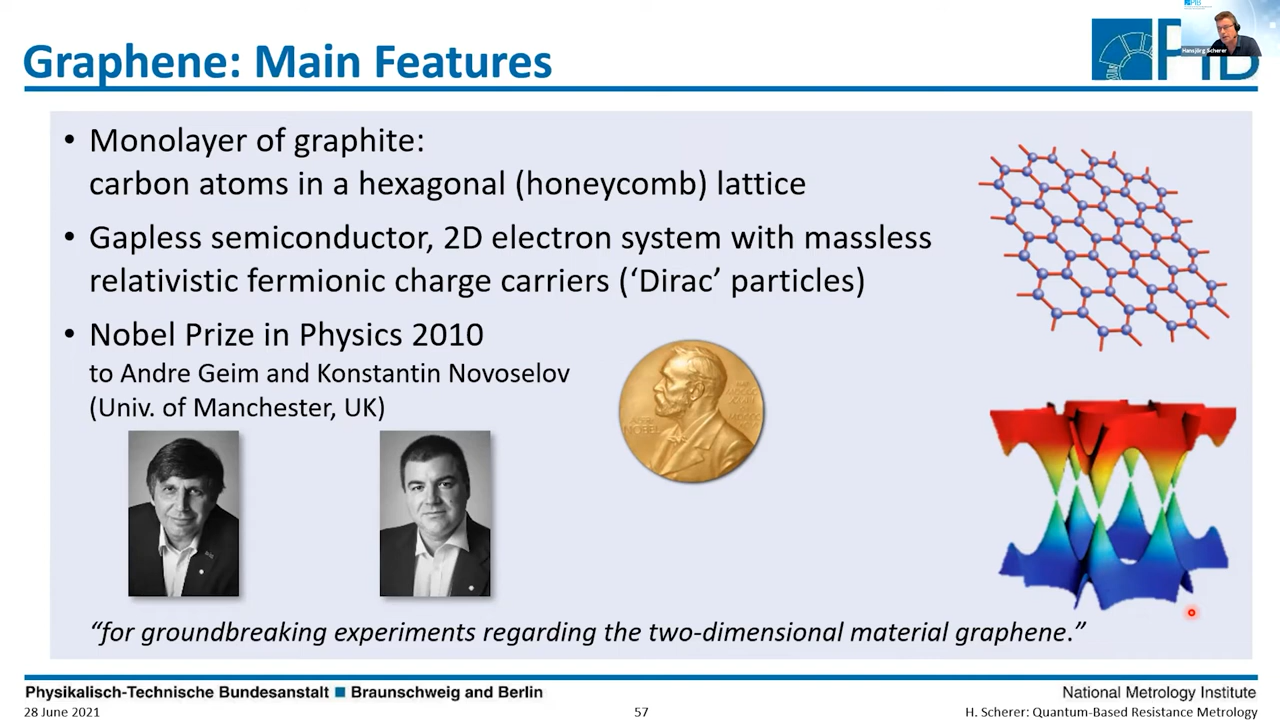 Graphene: Main Features
PTB
Hansjörg Scherer
• Monolayer of graphite:
carbon atoms in a hexagonal (honeycomb) lattice
• Gapless semiconductor, 2D electron system with massless
relativistic fermionic charge carriers (‘Dirac’ particles)
• Nobel Prize in Physics 2010
to Andre Geim and Konstantin Novoselov
(Univ. of Manchester, UK)
“for groundbreaking experiments regarding the two-dimensional material graphene.”
Physikalisch-Technische Bundesanstalt ■ Braunschweig and Berlin
National Metrology Institute
28 June 2021
57
H. Scherer: Quantum-Based Resistance Metrology